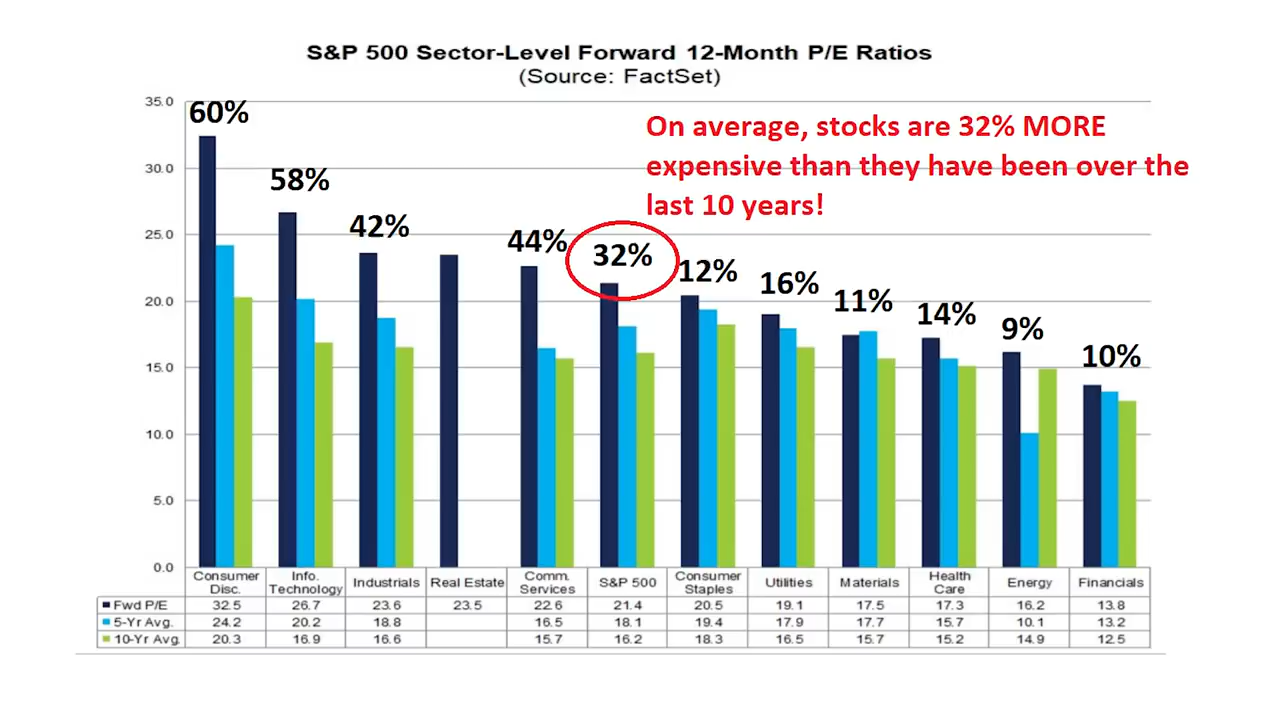 S&P 500 Sector-Level Forward 12-Month P/E Ratios
(Source: FactSet)
On average, stocks are 32% MORE
expensive than they have been over the
last 10 years!
35.0
30.0
25.0
20.0
15.0
10.0
5.0
0.0
60%
58%
42%
44%
32%
12%
16%
11%
14%
9%
10%
Consumer Disc. Info. Technology Industrials Real Estate Comm. Services S&P 500 Consumer Staples Utilities Materials Health Care Energy Financials
Fwd P/E 32.5 26.7 23.6 23.5 22.6 21.4 20.5 19.1 17.5 17.3 16.2 13.8
5-Yr Avg. 24.2 20.2 18.8 16.5 18.1 19.4 17.9 17.7 15.7 10.1 13.2
10-Yr Avg. 20.3 16.9 16.6 15.7 16.2 18.3 16.5 15.7 15.2 14.9 12.5